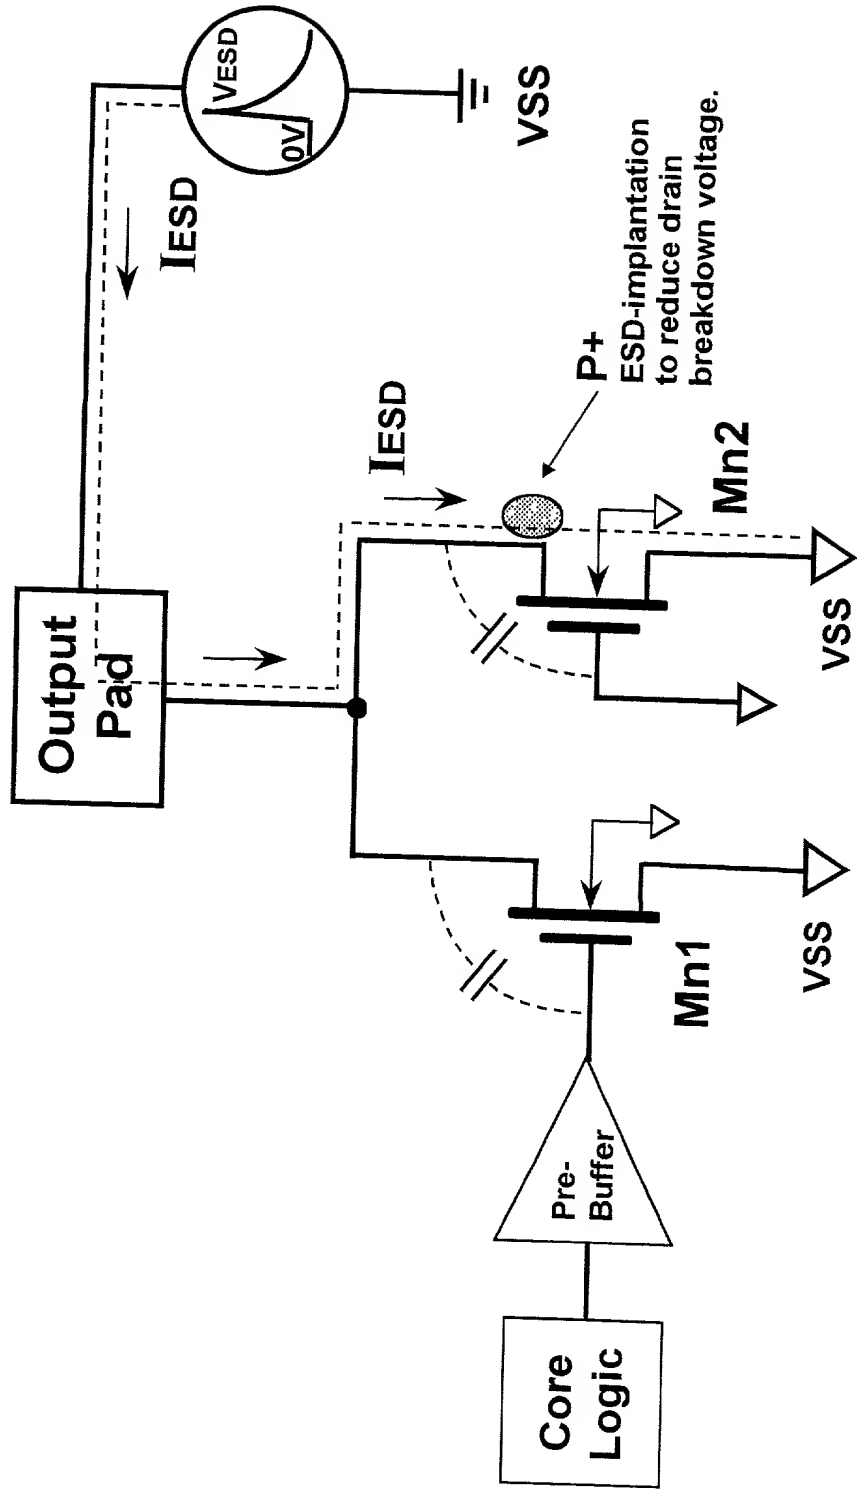 Output
Pad
IESD
VESD
0V
VSS
IESD
P+
ESD-implantation
to reduce drain
breakdown voltage.
Mn2
VSS
Mn1
VSS
Pre-
Buffer
Core
Logic